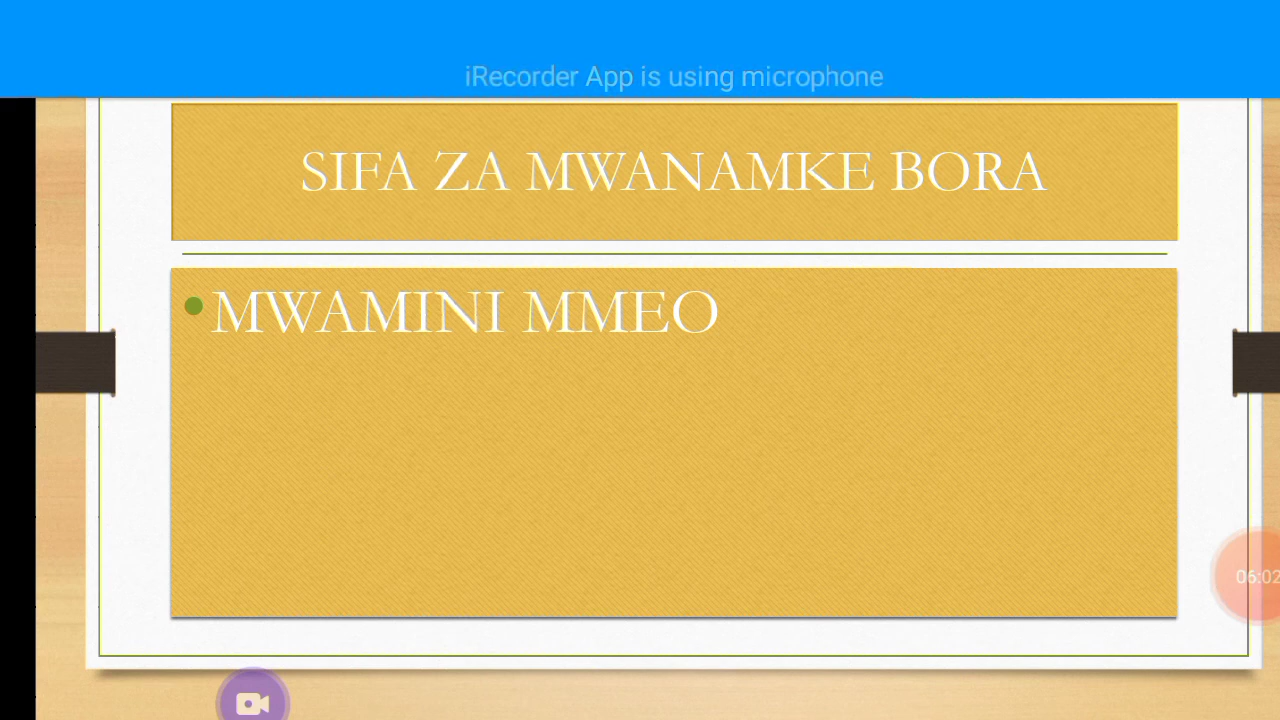 iRecorder App is using microphone
SIFA ZA MWANAMKE BORA
• MWAMINI MMEO
06:02